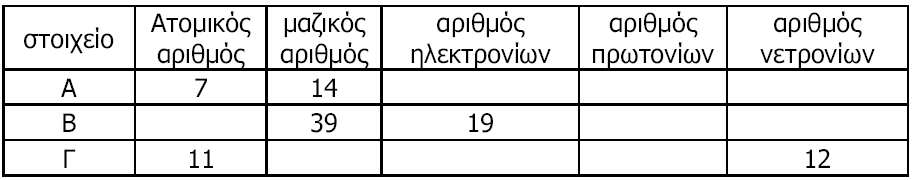 στοιχείο Ατομικός αριθμός μαζικός αριθμός αριθμός ηλεκτρονίων αριθμός πρωτονίων αριθμός νετρονίων
Α 7 14
Β 39 19
Γ 11 12